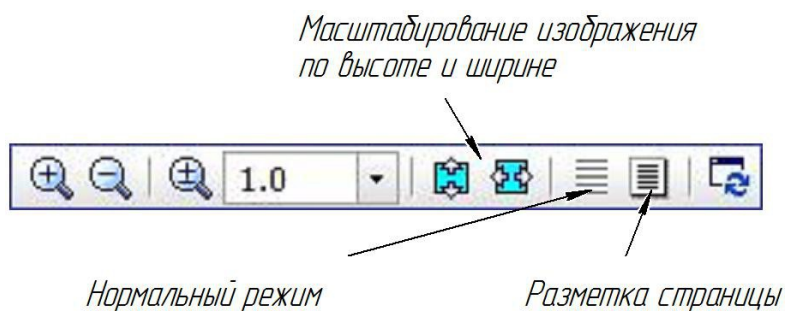 Масштабирование изображения
по высоте и ширине
1.0
Нормальный режим
Разметка страницы